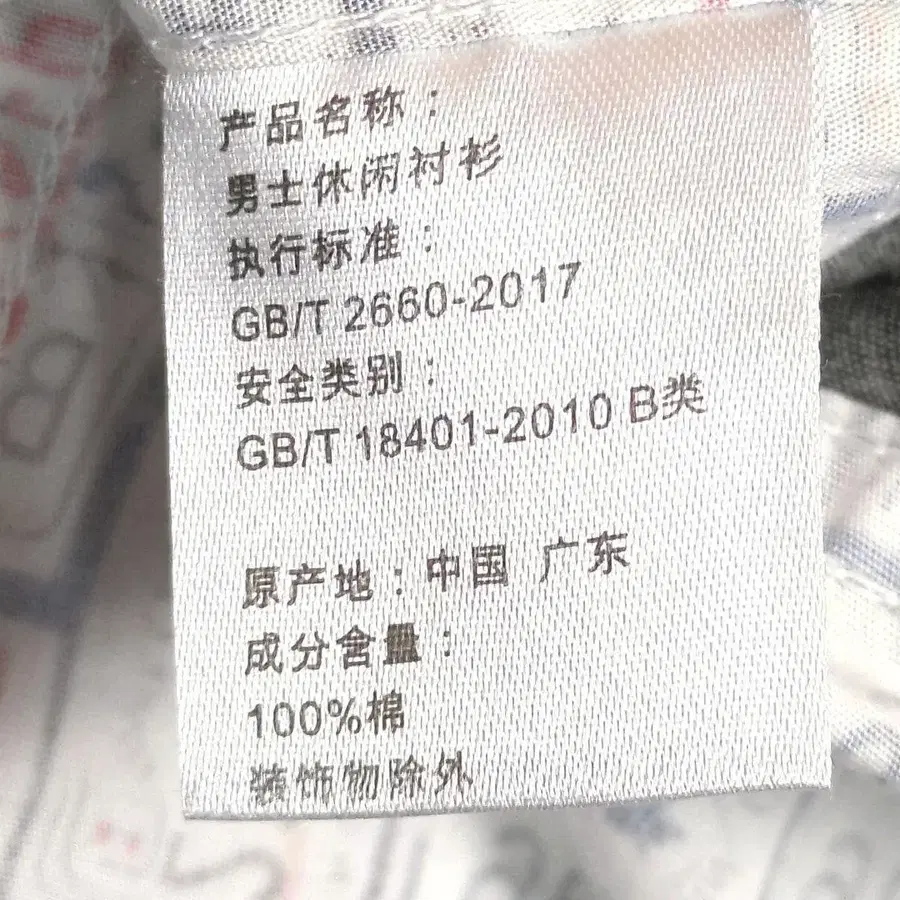 产品名称：
男士休闲衬衫
执行标准：
GB/T 2660-2017
安全类别：
GB/T 18401-2010 B类
原产地：中国 广东
成分含量：
100%棉
装饰物除外